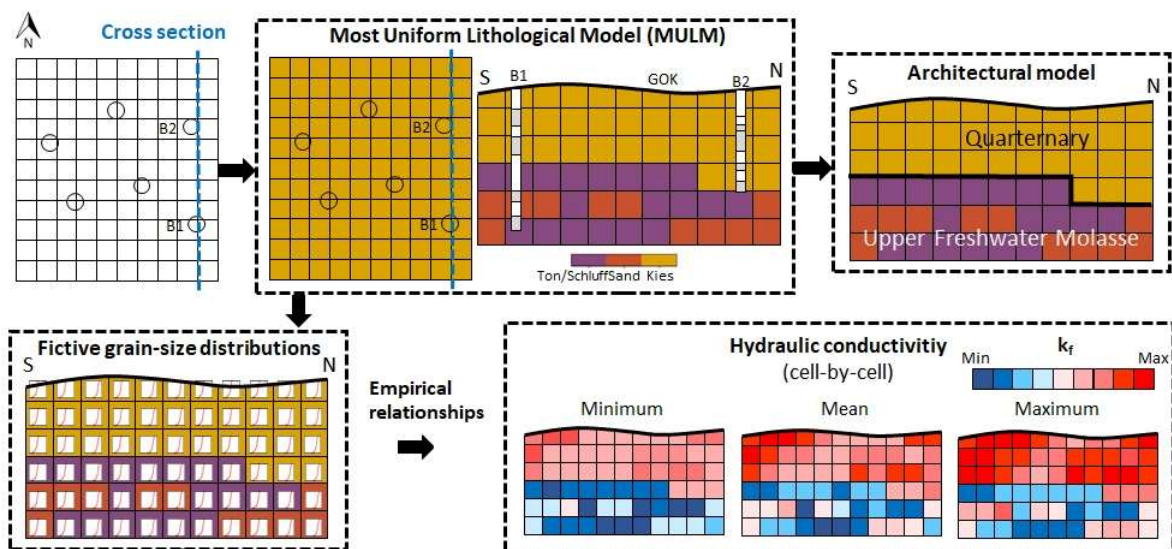 N
Cross section
B2
B1
Most Uniform Lithological Model (MULM)
B2
B1
S B1 GOK B2 N
Ton/SchluffSand Kies
Architectural model
S N
Quarternary
Upper Freshwater Molasse
Fictive grain-size distributions
S N
Empirical
relationships
Hydraulic conductivitiy
(cell-by-cell)
Min kf Max
Minimum Mean Maximum